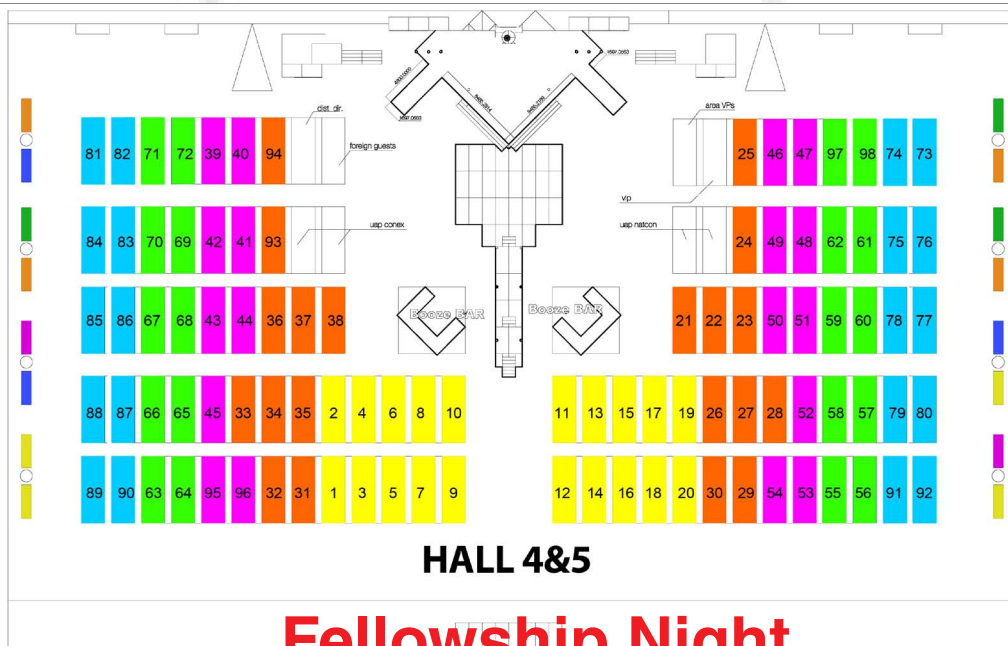 dist. dir.
foreign guests
area VPs
vip
81 82 71 72 39 40 94
25 46 47 97 98 74 73
uap conex
uap natcon
84 83 70 69 42 41 93
24 49 48 62 61 75 76
85 86 67 68 43 44 36 37 38
Booze BAR
Booze BAR
21 22 23 50 51 59 60 78 77
88 87 66 65 45 33 34 35 2 4 6 8 10
11 13 15 17 19 26 27 28 52 58 57 79 80
89 90 63 64 95 96 32 31 1 3 5 7 9
12 14 16 18 20 30 29 54 53 55 56 91 92
HALL 4&5
Fellowship Night